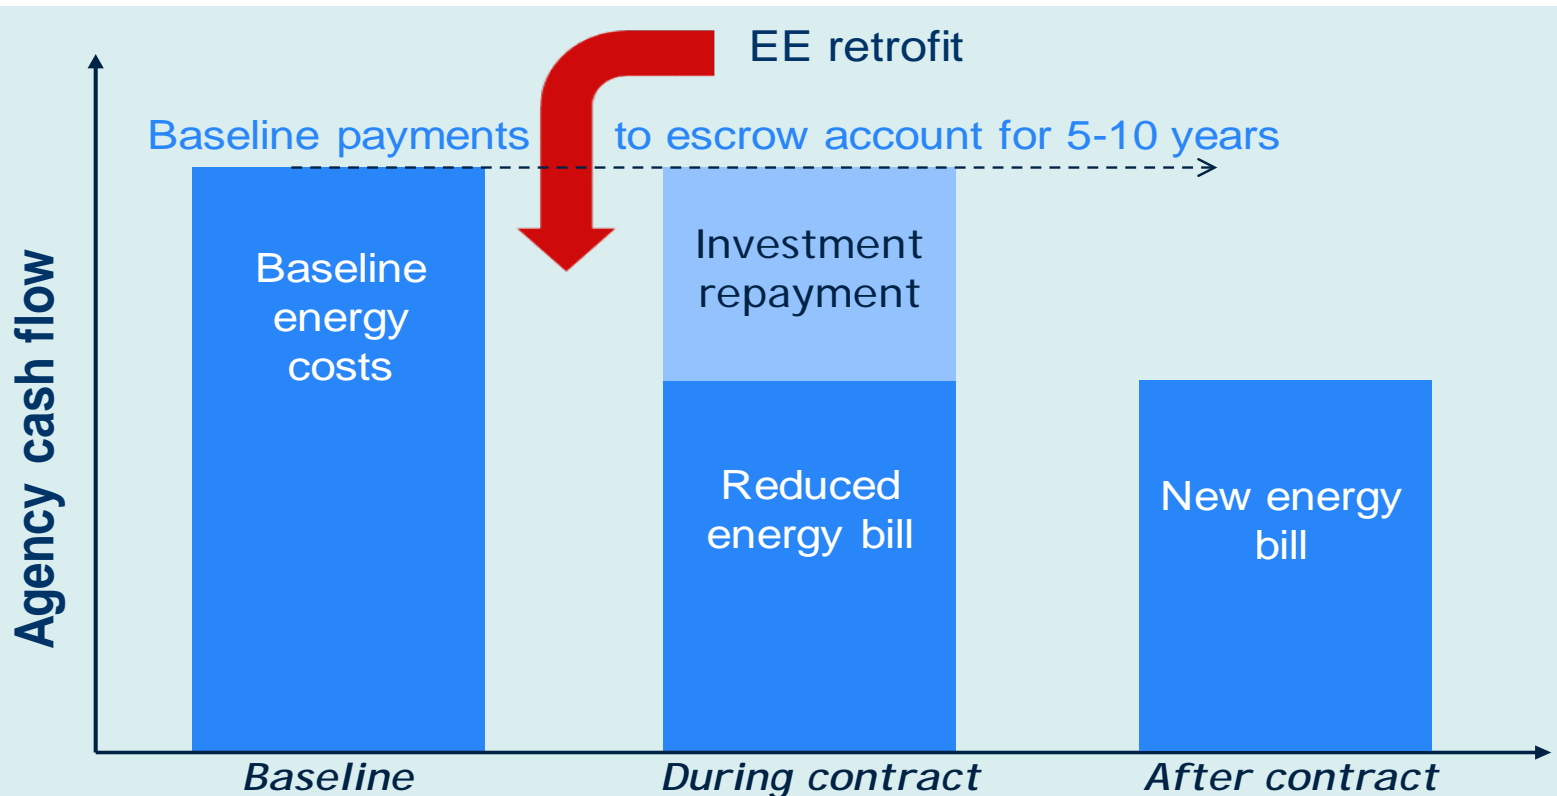 EE retrofit
Baseline payments to escrow account for 5-10 years
Agency cash flow
Baseline
energy
costs
Investment
repayment
Reduced
energy bill
New energy
bill
Baseline
During contract
After contract